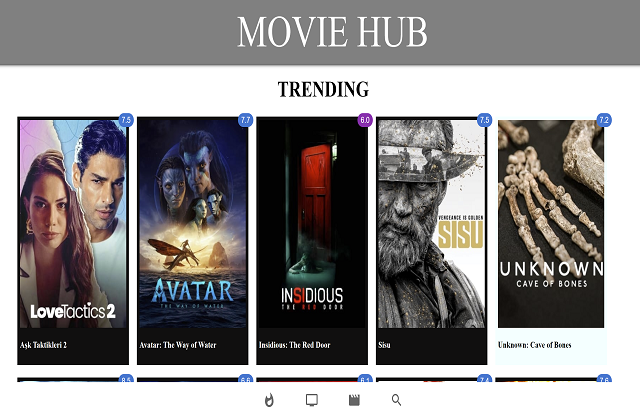 MOVIE HUB
TRENDING
7.5
7.7
6.0
7.5
7.2
LoveTactics 2
AVATAR
THE WAY OF WATER
INSIDIOUS
THE RED DOOR
VENGEANCE IS GOLDEN
SISU
UNKNOWN
CAVE OF BONES
Aşk Taktikleri 2
Avatar: The Way of Water
Insidious: The Red Door
Sisu
Unknown: Cave of Bones
8.5
6.6
6.1
7.4
7.6